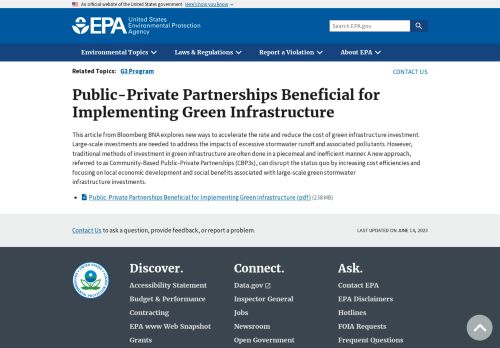 An official website of the United States government Here's how you know
EPA United States
Environmental Protection
Agency
Search EPA.gov
Environmental Topics Laws & Regulations Report a Violation About EPA
Related Topics: G3 Program
CONTACT US
Public-Private Partnerships Beneficial for
Implementing Green Infrastructure
This article from Bloomberg BNA explores new ways to accelerate the rate and reduce the cost of green infrastructure investment.
Large-scale investments are needed to address the impacts of excessive stormwater runoff and associated pollutants. However,
traditional methods of investment in green infrastructure are often done in a piecemeal and inefficient manner. A new approach,
referred to as Community-Based Public-Private Partnerships (CBP3s), can disrupt the status quo by increasing cost efficiencies and
focusing on local economic development and social benefits associated with large-scale green stormwater
infrastructure investments.
Public-Private Partnerships Beneficial for Implementing Green Infrastructure (pdf) (258 MB)
Contact Us to ask a question, provide feedback, or report a problem.
LAST UPDATED ON JUNE 14, 2023
Discover. Connect. Ask.
Accessibility Statement Data.gov Contact EPA
Budget & Performance Inspector General EPA Disclaimers
Contracting Jobs Hotlines
EPA www Web Snapshot Newsroom FOIA Requests
Grants Open Government Frequent Questions